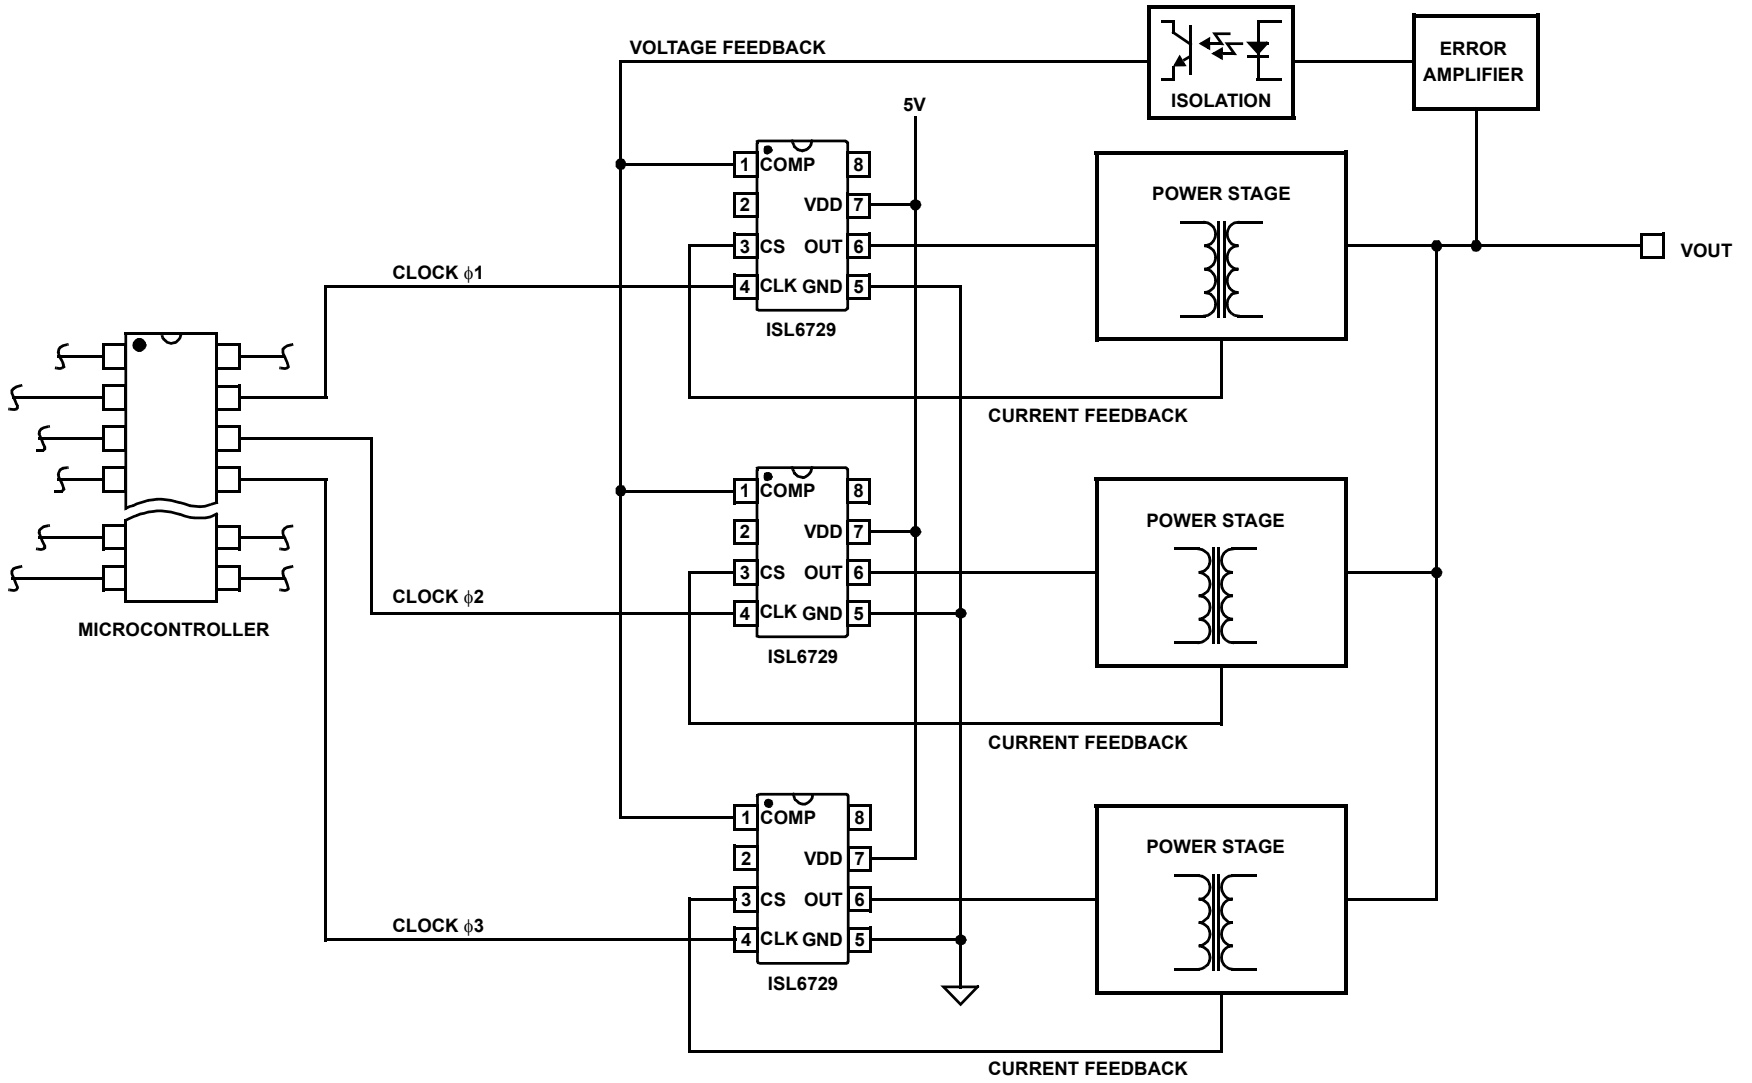 VOLTAGE FEEDBACK
ISOLATION
ERROR
AMPLIFIER
5V
1 COMP 8
2 VDD 7
3 CS OUT 6
4 CLK GND 5
ISL6729
POWER STAGE
VOUT
CLOCK ϕ1
CURRENT FEEDBACK
MICROCONTROLLER
1 COMP 8
2 VDD 7
3 CS OUT 6
4 CLK GND 5
ISL6729
POWER STAGE
CLOCK ϕ2
CURRENT FEEDBACK
1 COMP 8
2 VDD 7
3 CS OUT 6
4 CLK GND 5
ISL6729
POWER STAGE
CLOCK ϕ3
CURRENT FEEDBACK